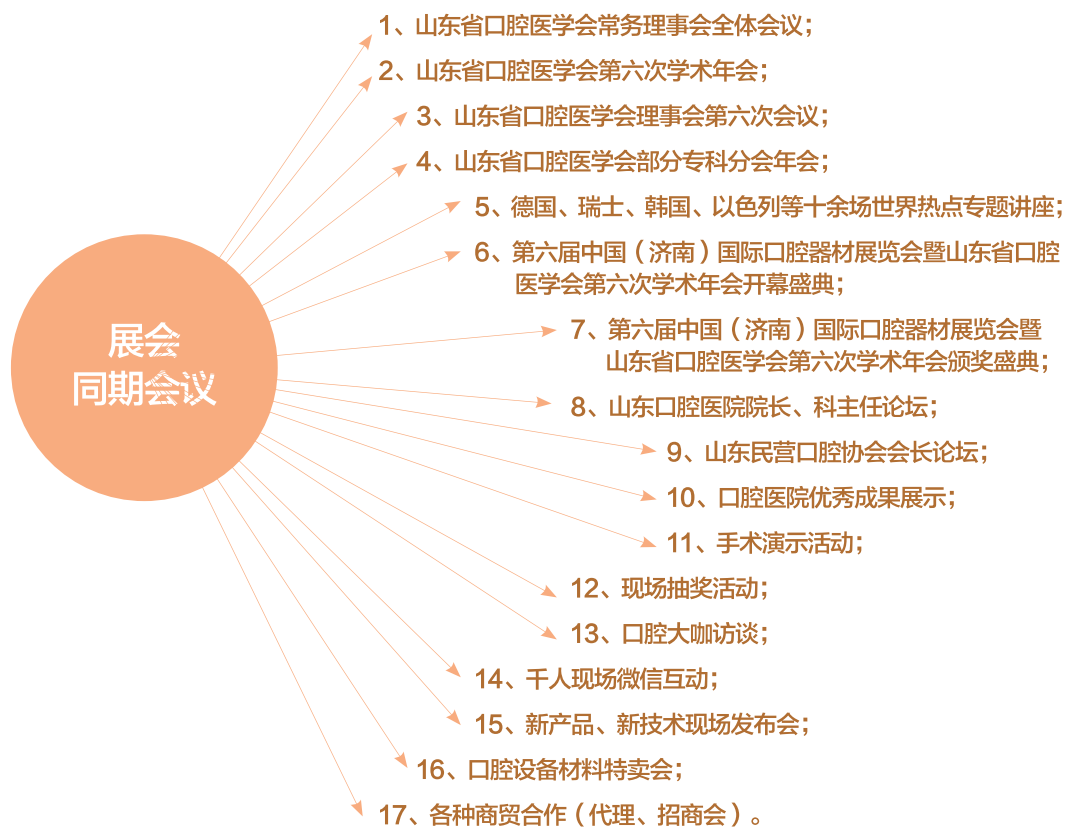 展会
同期会议
1、山东省口腔医学会常务理事会全体会议；
2、山东省口腔医学会第六次学术年会；
3、山东省口腔医学会理事会第六次会议；
4、山东省口腔医学会部分专科分会年会；
5、德国、瑞士、韩国、以色列等十余场世界热点专题讲座；
6、第六届中国（济南）国际口腔器材展览会暨山东省口腔
医学会第六次学术年会开幕盛典；
7、第六届中国（济南）国际口腔器材展览会暨
山东省口腔医学会第六次学术年会颁奖盛典；
8、山东口腔医院院长、科主任论坛；
9、山东民营口腔协会会长论坛；
10、口腔医院优秀成果展示；
11、手术演示活动；
12、现场抽奖活动；
13、口腔大咖访谈；
14、千人现场微信互动；
15、新产品、新技术现场发布会；
16、口腔设备材料特卖会；
17、各种商贸合作（代理、招商会）。